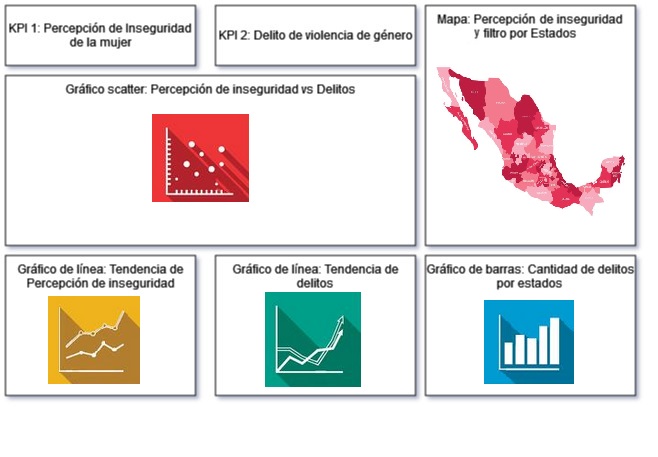 KPI 1: Percepción de Inseguridad
de la mujer
KPI 2: Delito de violencia de género
Mapa: Percepción de inseguridad
y filtro por Estados
Gráfico scatter: Percepción de inseguridad vs Delitos
Gráfico de línea: Tendencia de
Percepción de inseguridad
Gráfico de línea: Tendencia de
delitos
Gráfico de barras: Cantidad de delitos
por estados